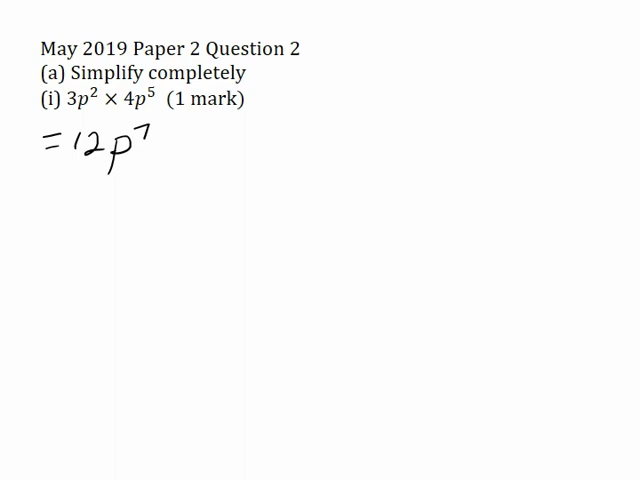 May 2019 Paper 2 Question 2
(a) Simplify completely
(i) 3p² × 4p⁵ (1 mark)
= 12p⁷